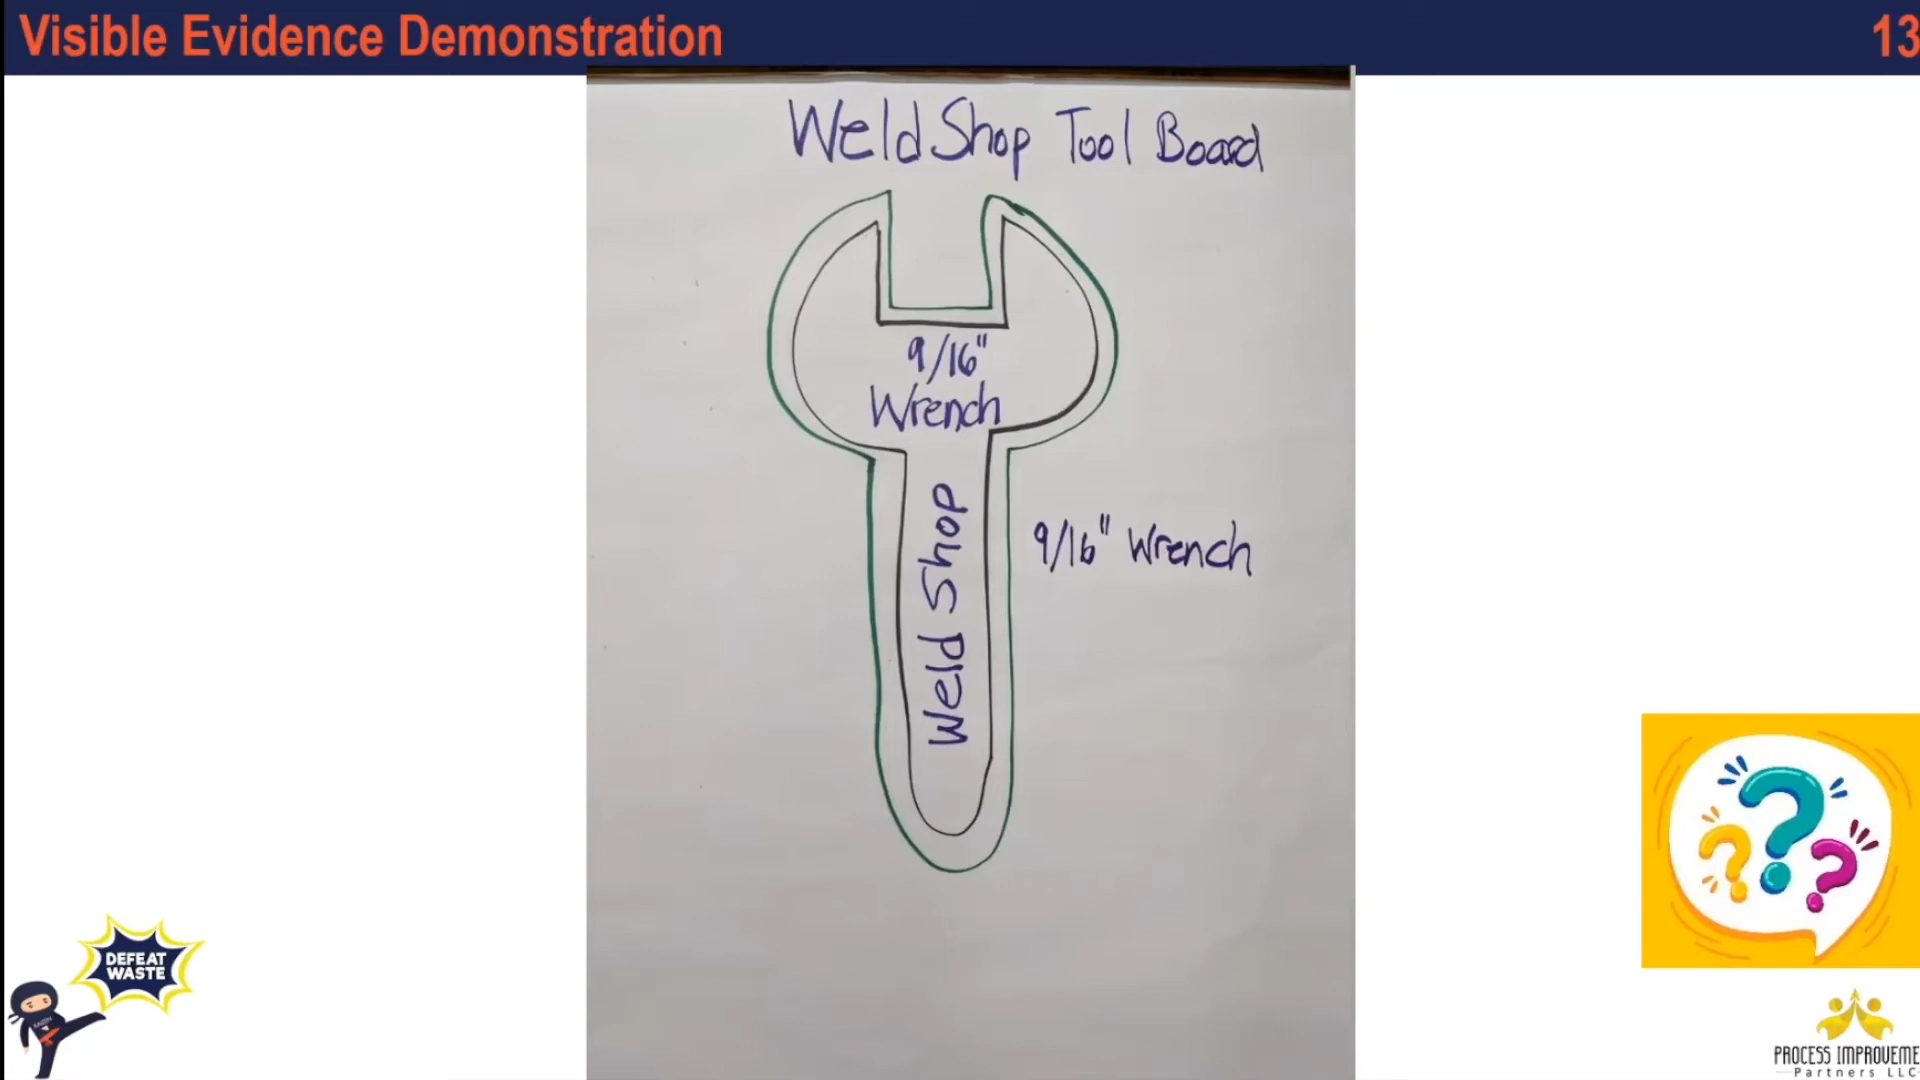 Visible Evidence Demonstration
13
Weld Shop Tool Board
9/16"
Wrench
Weld Shop
9/16" Wrench
DEFEAT
WASTE
PROCESS IMPROVEME
Partners LLC